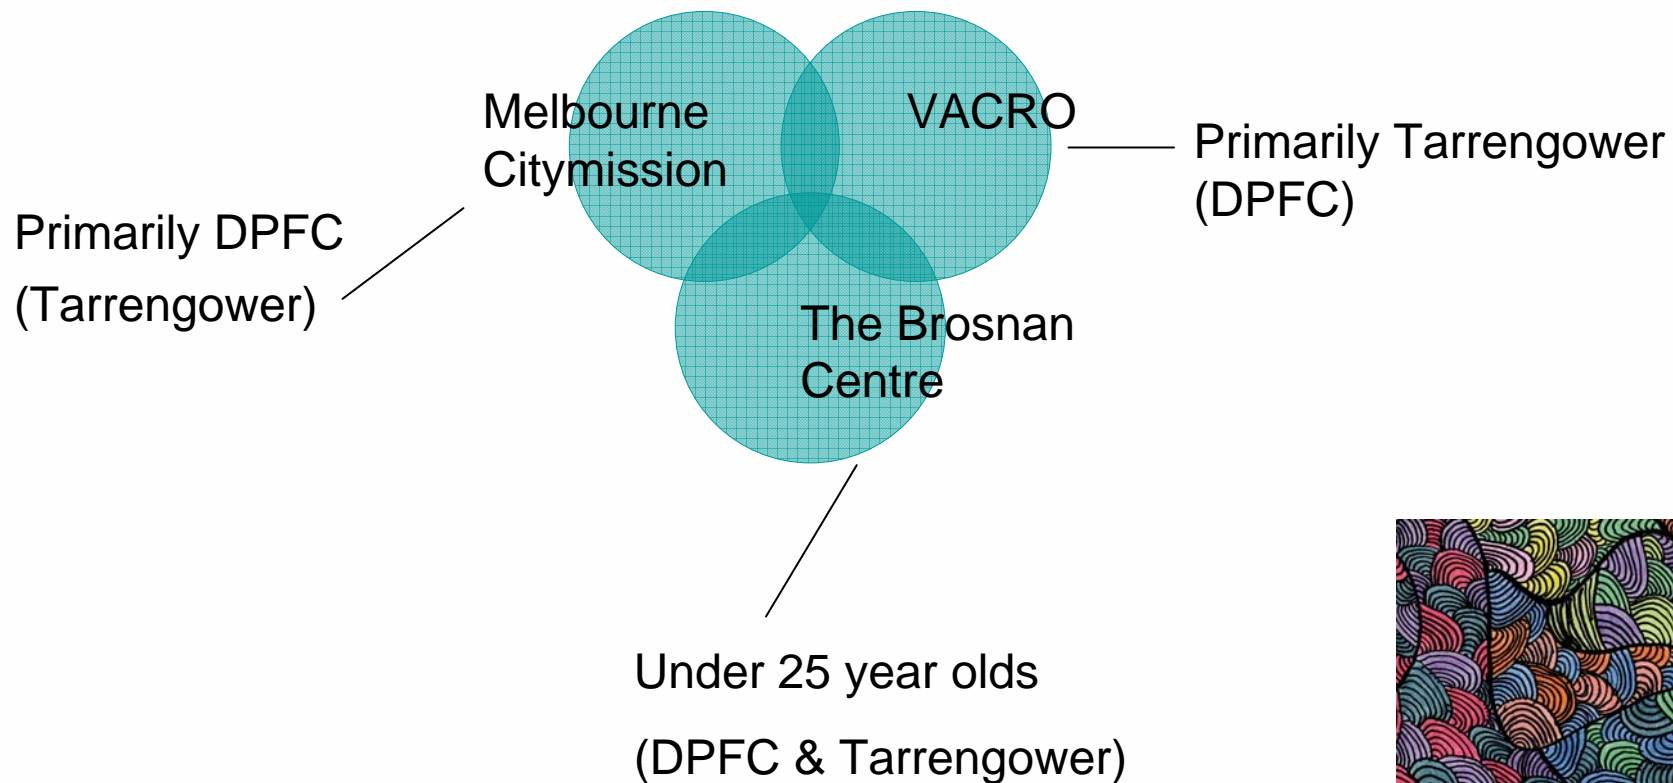 Melbourne
Citymission
VACRO
Primarily Tarrengower
(DPFC)
Primarily DPFC
(Tarrengower)
The Brosnan
Centre
Under 25 year olds
(DPFC & Tarrengower)